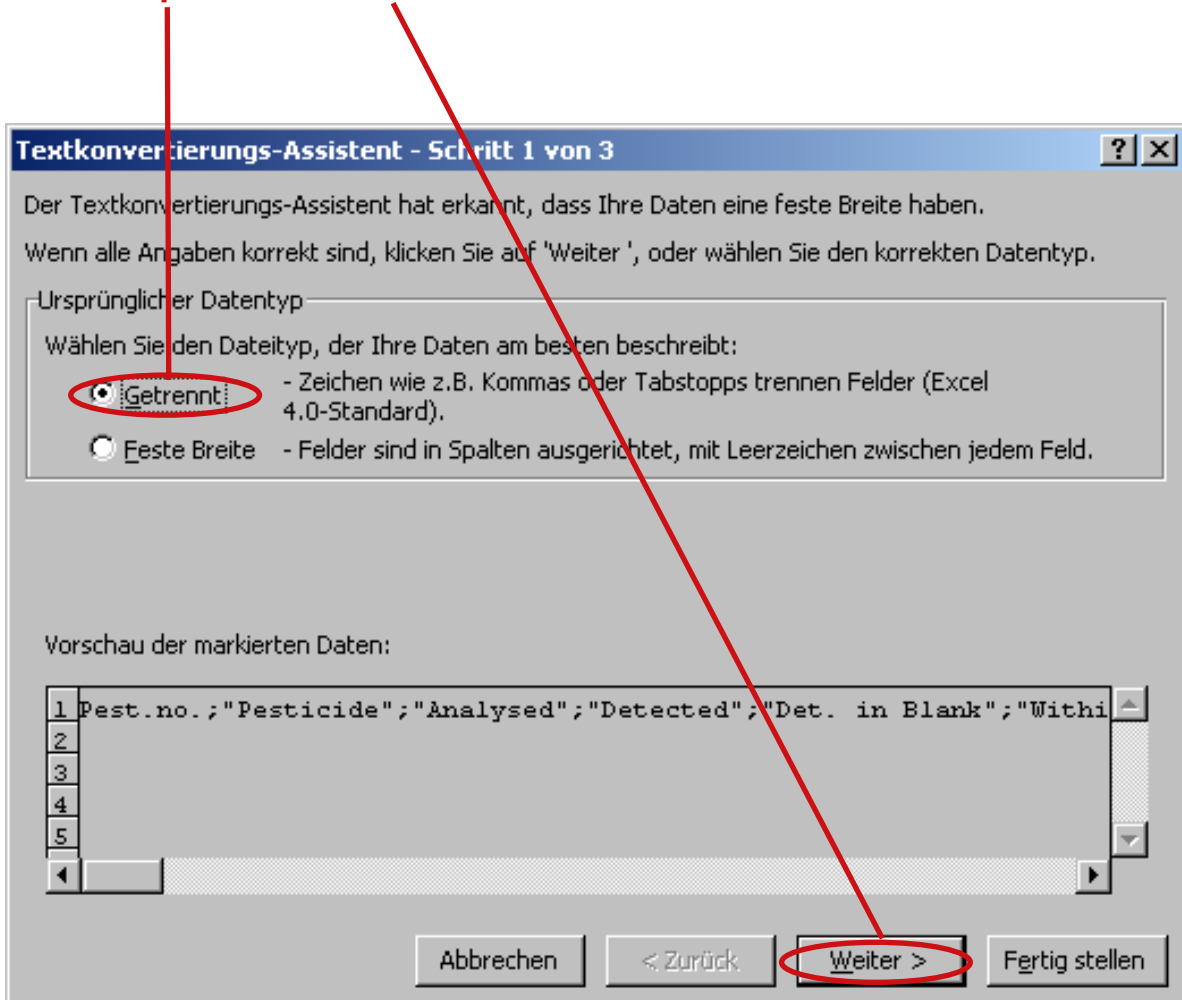 Textkonvertierungs-Assistent - Schritt 1 von 3
Der Textkonvertierungs-Assistent hat erkannt, dass Ihre Daten eine feste Breite haben.
Wenn alle Angaben korrekt sind, klicken Sie auf 'Weiter ', oder wählen Sie den korrekten Datentyp.
Ursprünglicher Datentyp
Wählen Sie den Dateityp, der Ihre Daten am besten beschreibt:
Getrennt - Zeichen wie z.B. Kommas oder Tabstopps trennen Felder (Excel
4.0-Standard).
Feste Breite - Felder sind in Spalten ausgerichtet, mit Leerzeichen zwischen jedem Feld.
Vorschau der markierten Daten:
1 Pest.no.;"Pesticide";"Analysed";"Detected";"Det. in Blank";"Withi
2
3
4
5
Abbrechen < Zurück Weiter > Fertig stellen